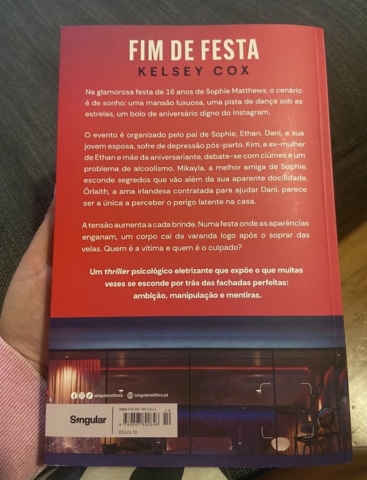 FIM DE FESTA
KELSEY COX
Na glamorosa festa de 16 anos de Sophie Matthews, o cenário
é de sonho: uma mansão luxuosa, uma pista de dança sob as
estrelas, um bolo de aniversário digno do Instagram.
O evento é organizado pelo pai de Sophie, Ethan. Dani, a sua
jovem esposa, sofre de depressão pós-parto. Kim, a ex-mulher
de Ethan e mãe da aniversariante, debate-se com ciúmes e um
problema de alcoolismo. Mikayla, a melhor amiga de Sophie,
esconde segredos que vão além da sua aparente docilidade.
Órlaith, a ama irlandesa contratada para ajudar Dani, parece
ser a única a perceber o perigo latente na casa.
A tensão aumenta a cada brinde. Numa festa onde as aparências
enganam, um corpo cai da varanda logo após o soprar das
velas. Quem é a vítima e quem é o culpado?
Um thriller psicológico eletrizante que expõe o que muitas
vezes se esconde por trás das fachadas perfeitas:
ambição, manipulação e mentiras.
singulareditora
singulareditora.pt
Singular
ISBN